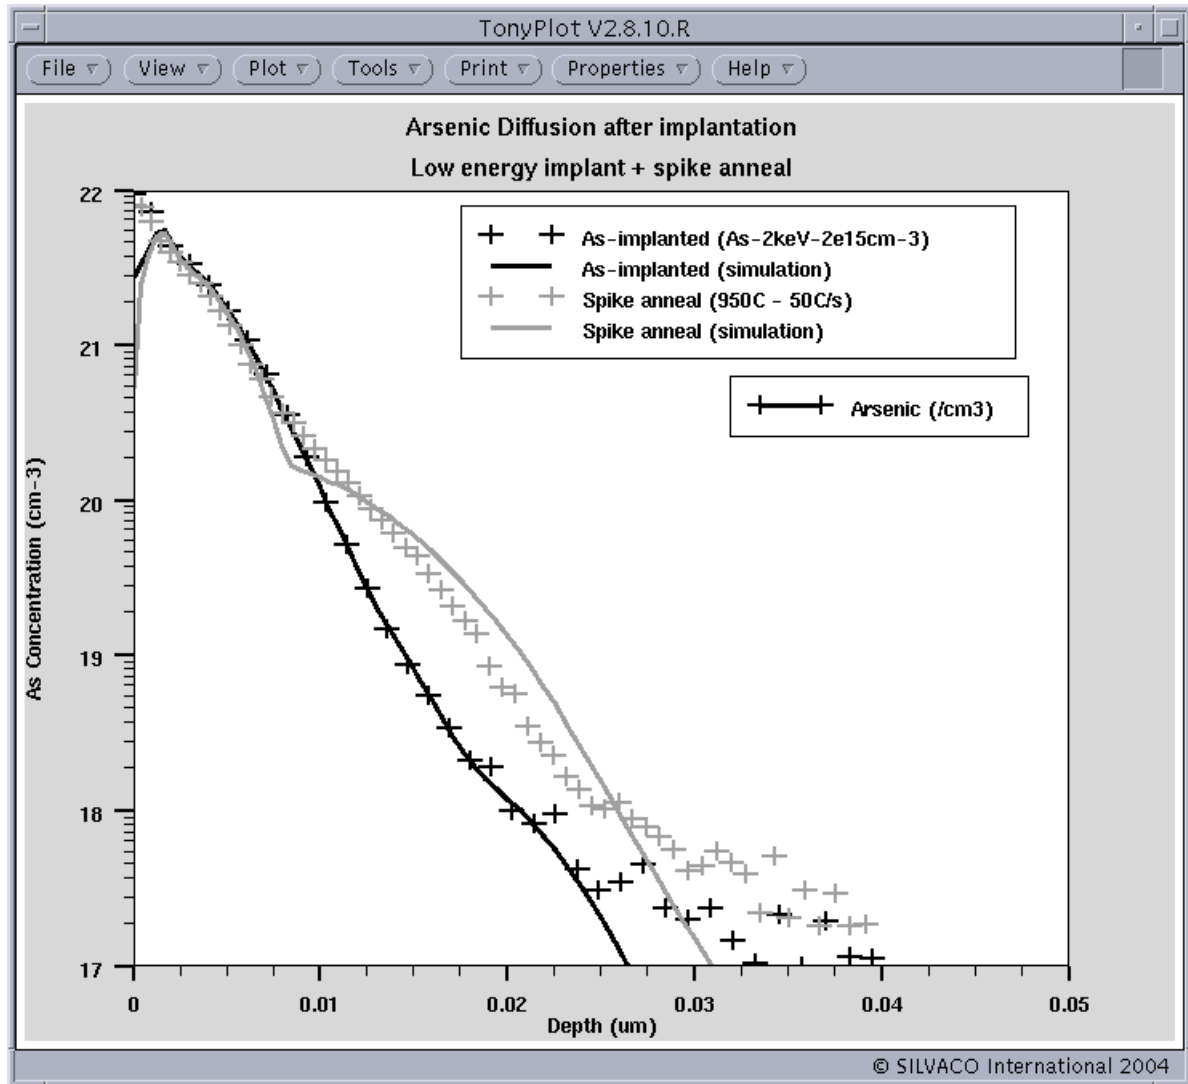 TonyPlot V2.8.10.R
File View Plot Tools Print Properties Help
Arsenic Diffusion after implantation
Low energy implant + spike anneal
As-implanted (As-2keV-2e15cm-3)
As-implanted (simulation)
Spike anneal (950C - 50C/s)
Spike anneal (simulation)
Arsenic (/cm3)
As Concentration (cm-3)
22
21
20
19
18
17
0 0.01 0.02 0.03 0.04 0.05
Depth (um)
© SILVACO International 2004